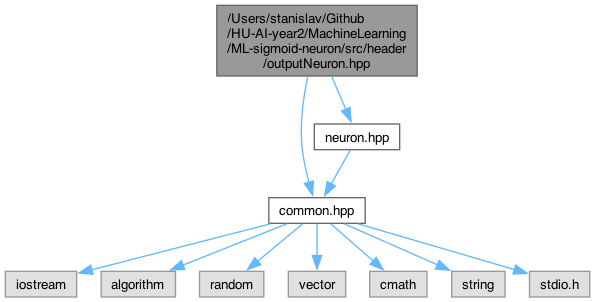 /Users/stanislav/Github
/HU-AI-year2/MachineLearning
/ML-sigmoid-neuron/src/header
/outputNeuron.hpp
neuron.hpp
common.hpp
iostream
algorithm
random
vector
cmath
string
stdio.h